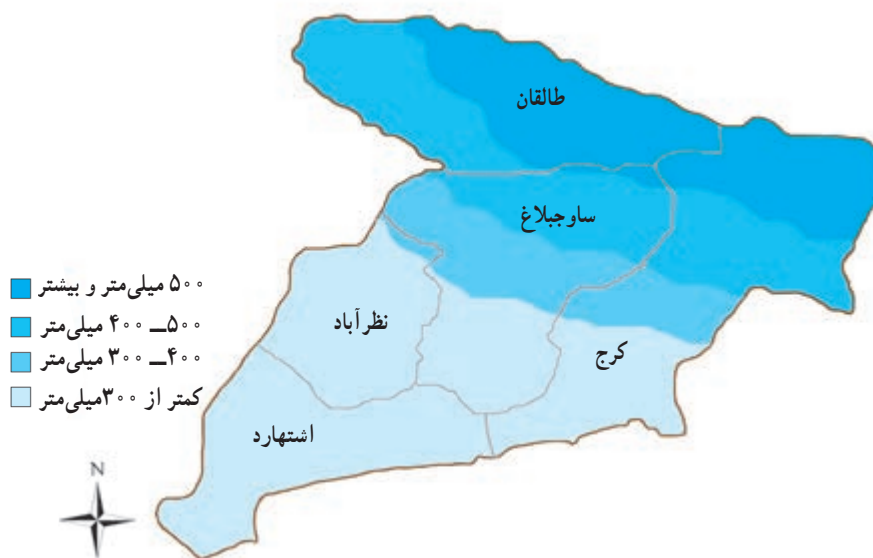 طالقان
ساوجبلاغ
۵۰۰ میلی‌متر و بیشتر
۵۰۰ــ ۴۰۰ میلی‌متر
۴۰۰ــ ۳۰۰ میلی‌متر
کمتر از ۳۰۰میلی‌متر
نظرآباد
کرج
اشتهارد
N